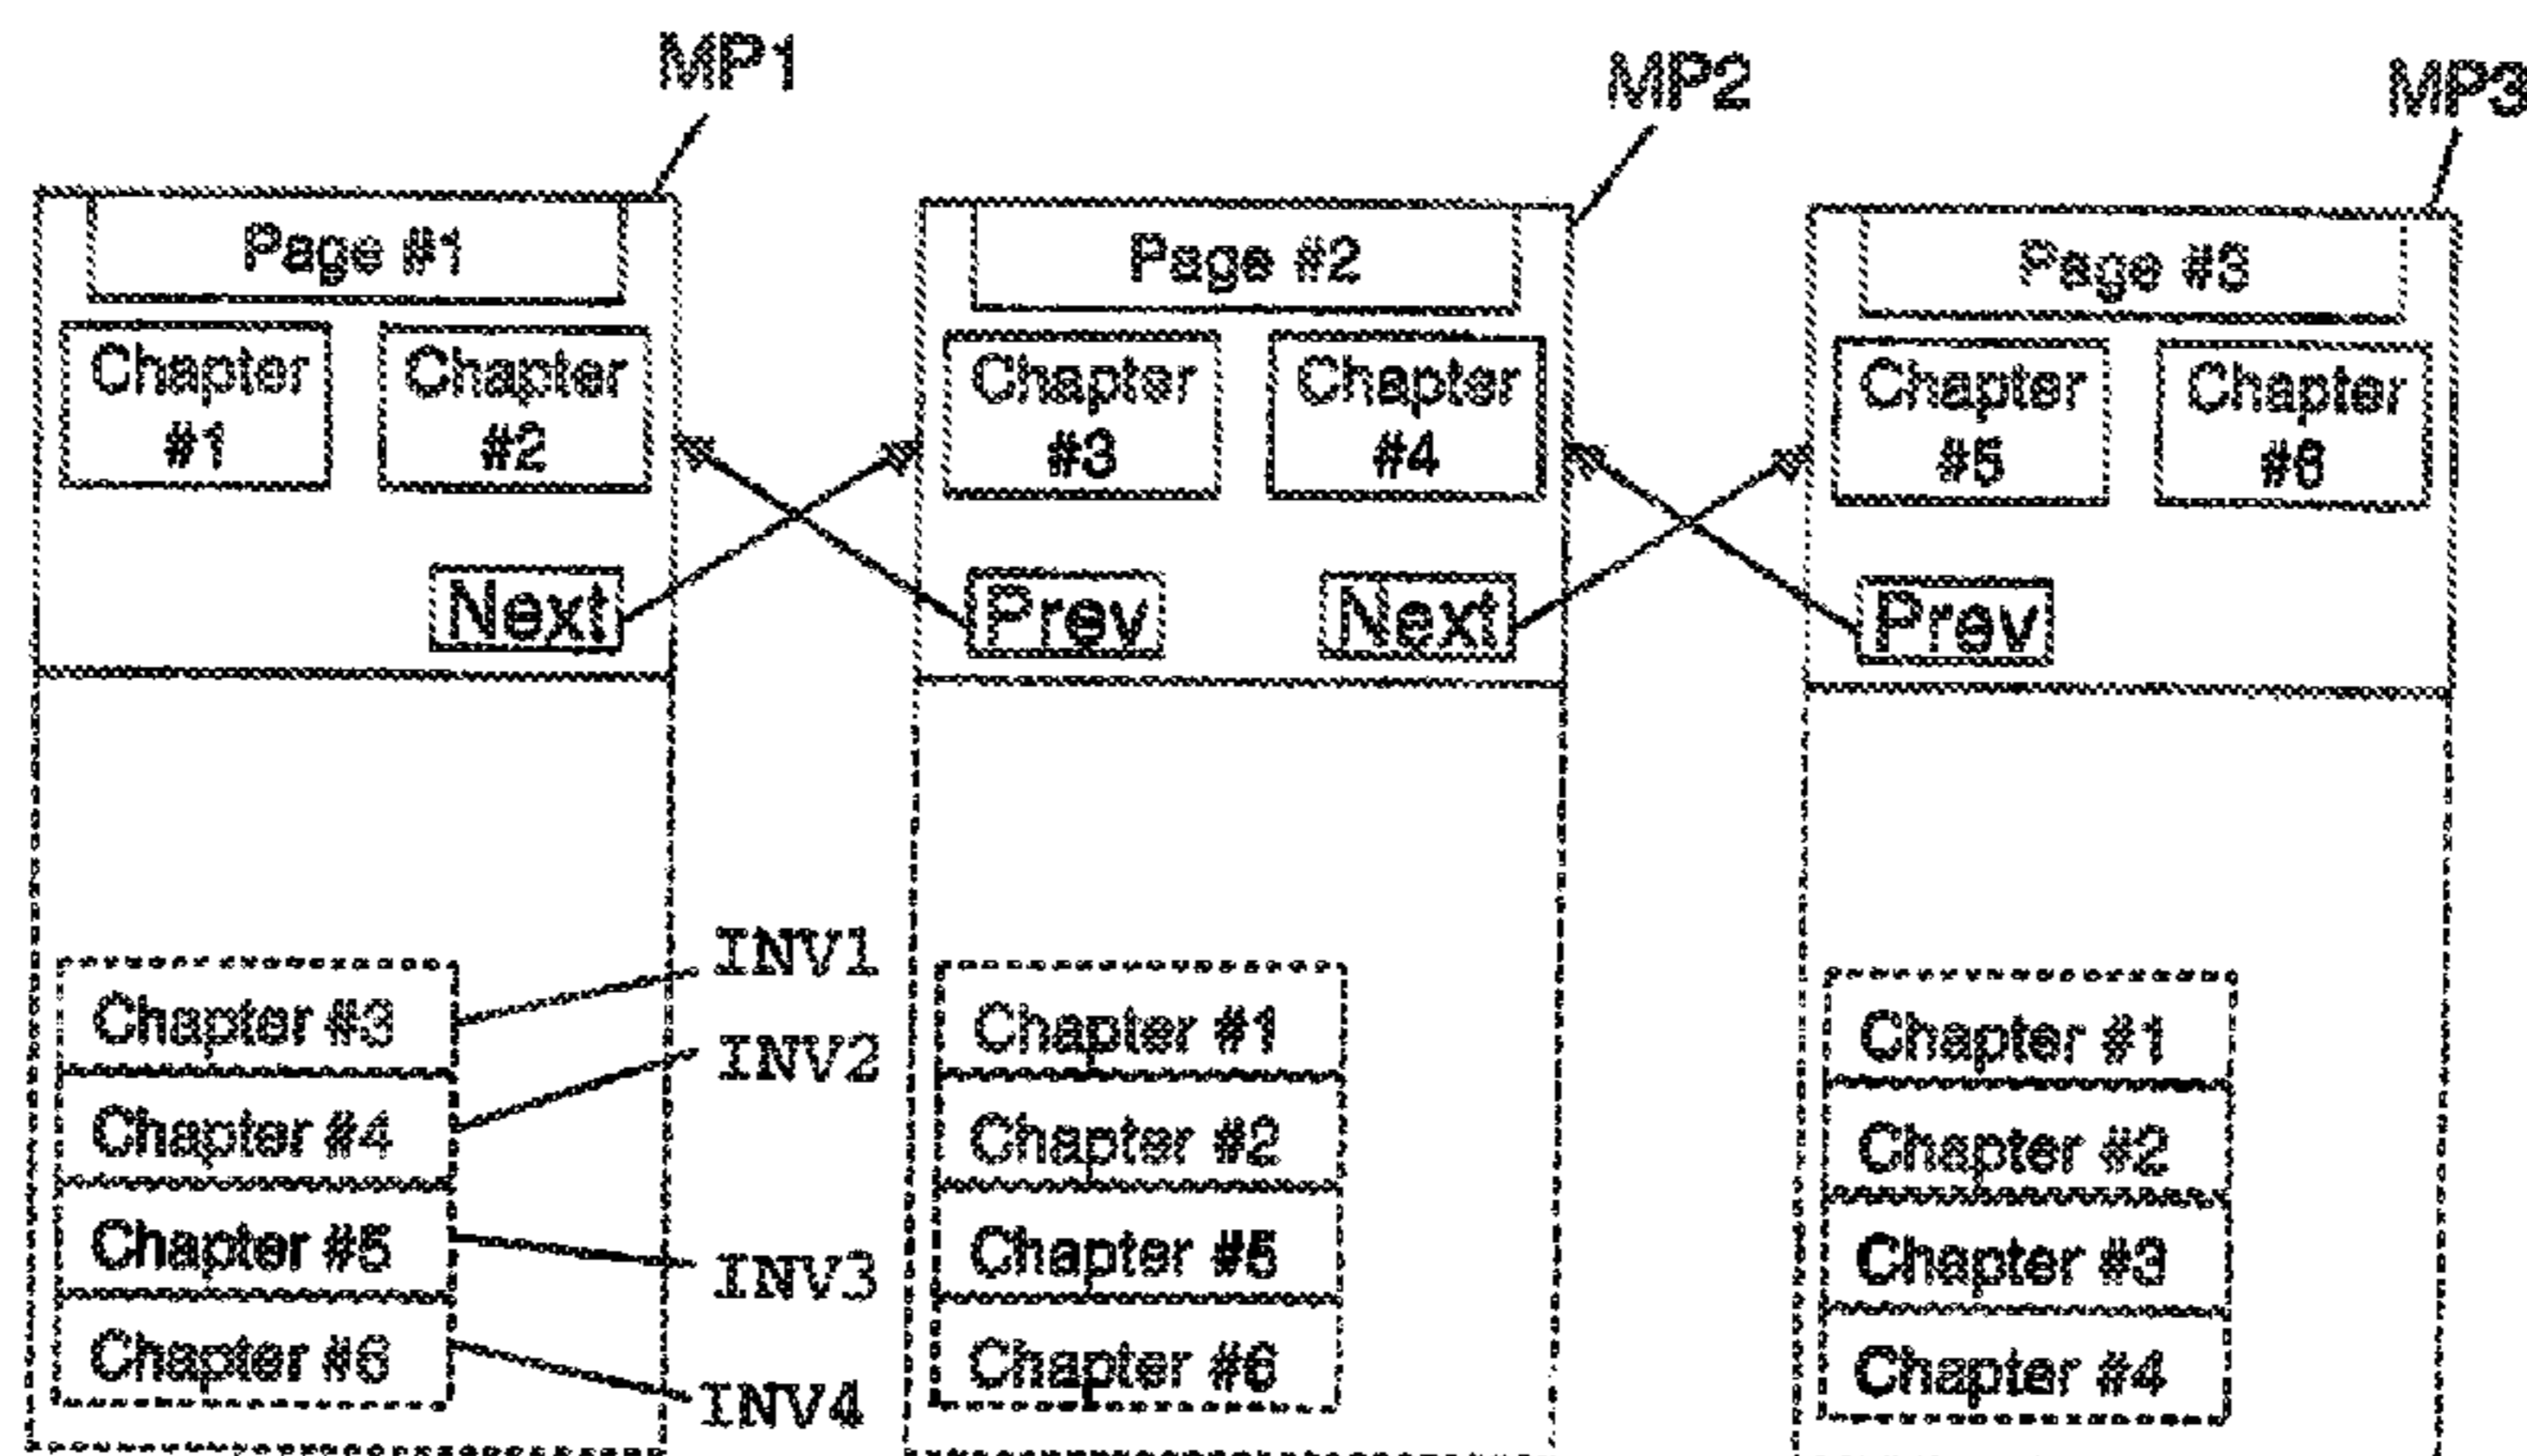 MP1
MP2
MP3
Page #1
Chapter
#1
Chapter
#2
Next
Page #2
Chapter
#3
Chapter
#4
Prev
Next
Page #3
Chapter
#5
Chapter
#6
Prev
Chapter #3
Chapter #4
Chapter #5
Chapter #6
INV1
INV2
INV3
INV4
Chapter #1
Chapter #2
Chapter #5
Chapter #6
Chapter #1
Chapter #2
Chapter #3
Chapter #4